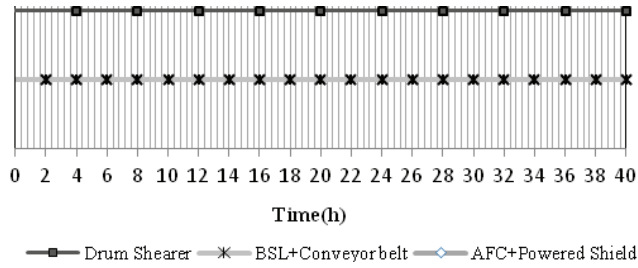 0 2 4 6 8 10 12 14 16 18 20 22 24 26 28 30 32 34 36 38 40
Time(h)
Drum Shearer BSL+Conveyor belt AFC+Powered Shield